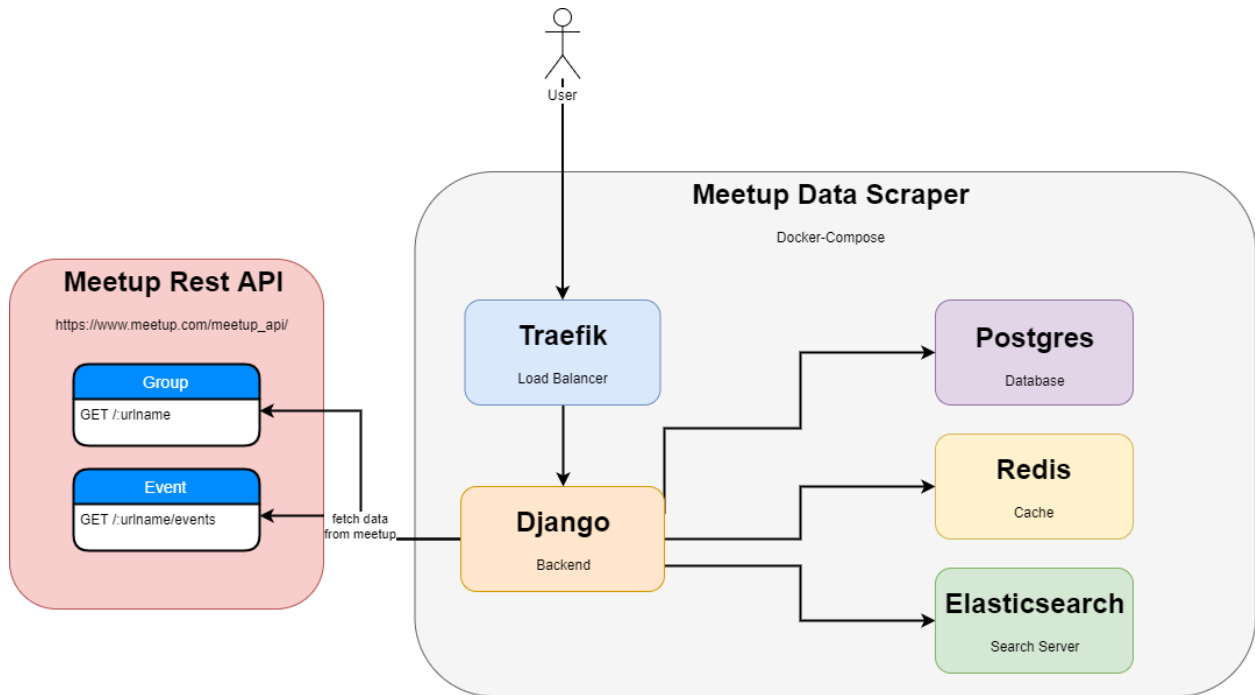 User
Meetup Data Scraper
Docker-Compose
Meetup Rest API
https://www.meetup.com/meetup_api/
Group
GET /:urlname
Event
GET /:urlname/events
fetch data
from meetup
Traefik
Load Balancer
Django
Backend
Postgres
Database
Redis
Cache
Elasticsearch
Search Server